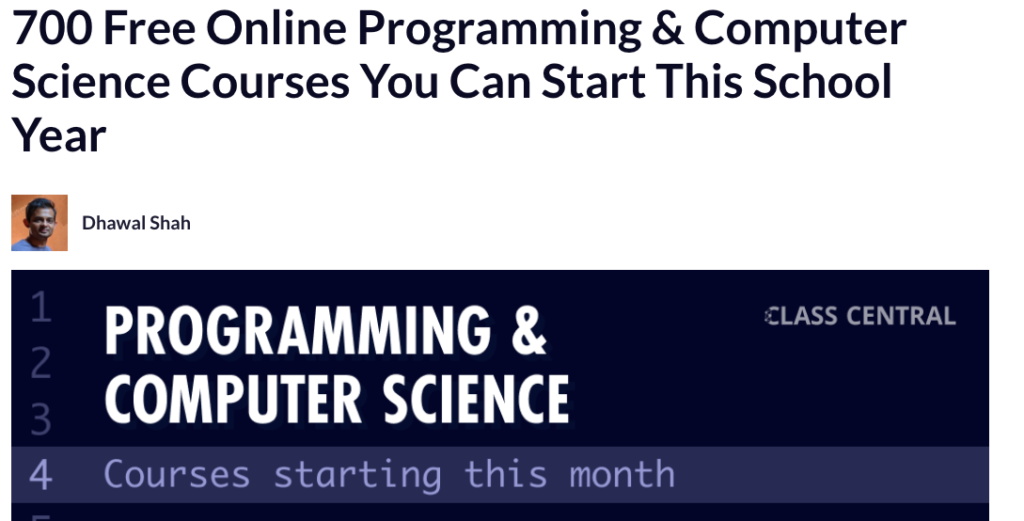 700 Free Online Programming & Computer
Science Courses You Can Start This School
Year
Dhawal Shah
1
PROGRAMMING &
CLASS CENTRAL
2
COMPUTER SCIENCE
3
4 Courses starting this month